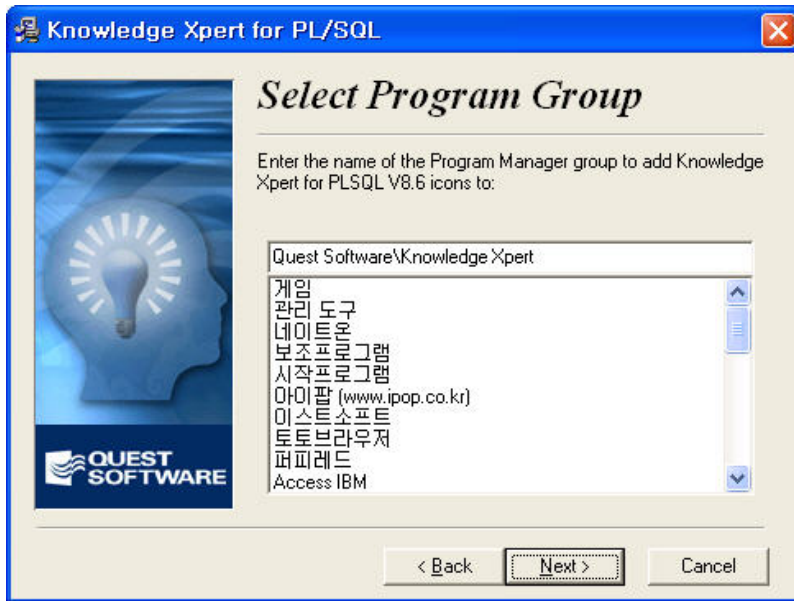 Knowledge Xpert for PL/SQL
Select Program Group
Enter the name of the Program Manager group to add Knowledge
Xpert for PLSQL V8.6 icons to:
Quest Software\Knowledge Xpert
게임
관리 도구
네이트온
보조프로그램
시작프로그램
아이팝 (www.ipop.co.kr)
이스트소프트
토토브라우저
퍼피레드
Access IBM
QUEST
SOFTWARE
< Back
Next >
Cancel